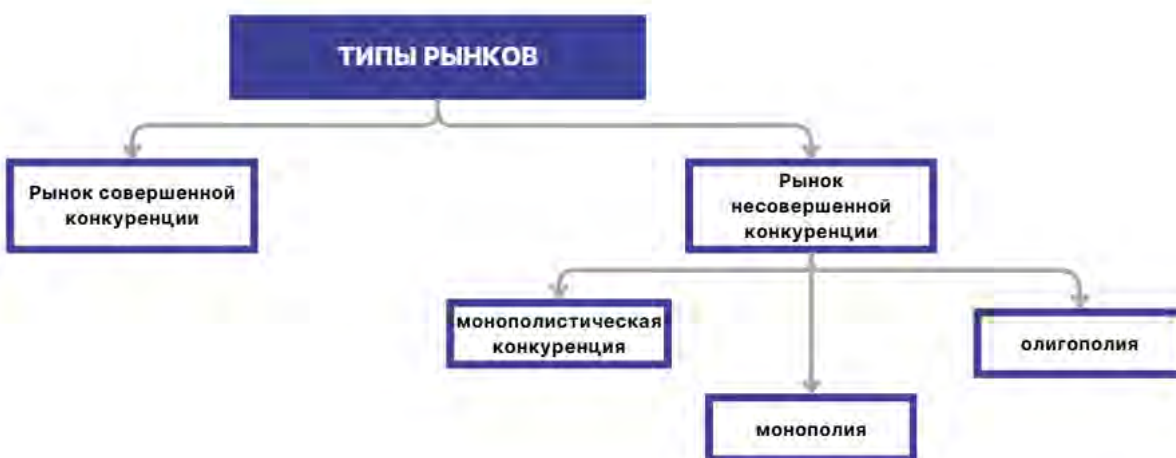 ТИПЫ РЫНКОВ
Рынок совершенной
конкуренции
Рынок
несовершенной
конкуренции
монополистическая
конкуренция
олигополия
монополия